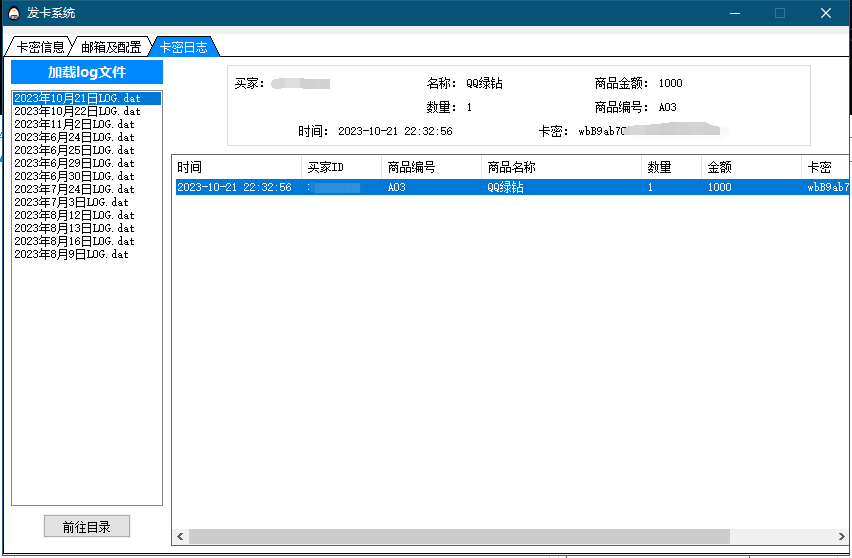 发卡系统
卡密信息 邮箱及配置 卡密日志
加载log文件
2023年10月21日LOG.dat
2023年10月22日LOG.dat
2023年11月2日LOG.dat
2023年6月24日LOG.dat
2023年6月25日LOG.dat
2023年6月29日LOG.dat
2023年6月30日LOG.dat
2023年7月24日LOG.dat
2023年7月3日LOG.dat
2023年8月12日LOG.dat
2023年8月13日LOG.dat
2023年8月16日LOG.dat
2023年8月9日LOG.dat
前往目录
买家： 名称： QQ绿钻 商品金额： 1000
数量： 1 商品编号： A03
时间： 2023-10-21 22:32:56 卡密： wbB9ab70
时间 买家ID 商品编号 商品名称 数量 金额 卡密
2023-10-21 22:32:56 A03 QQ绿钻 1 1000 wbB9ab7